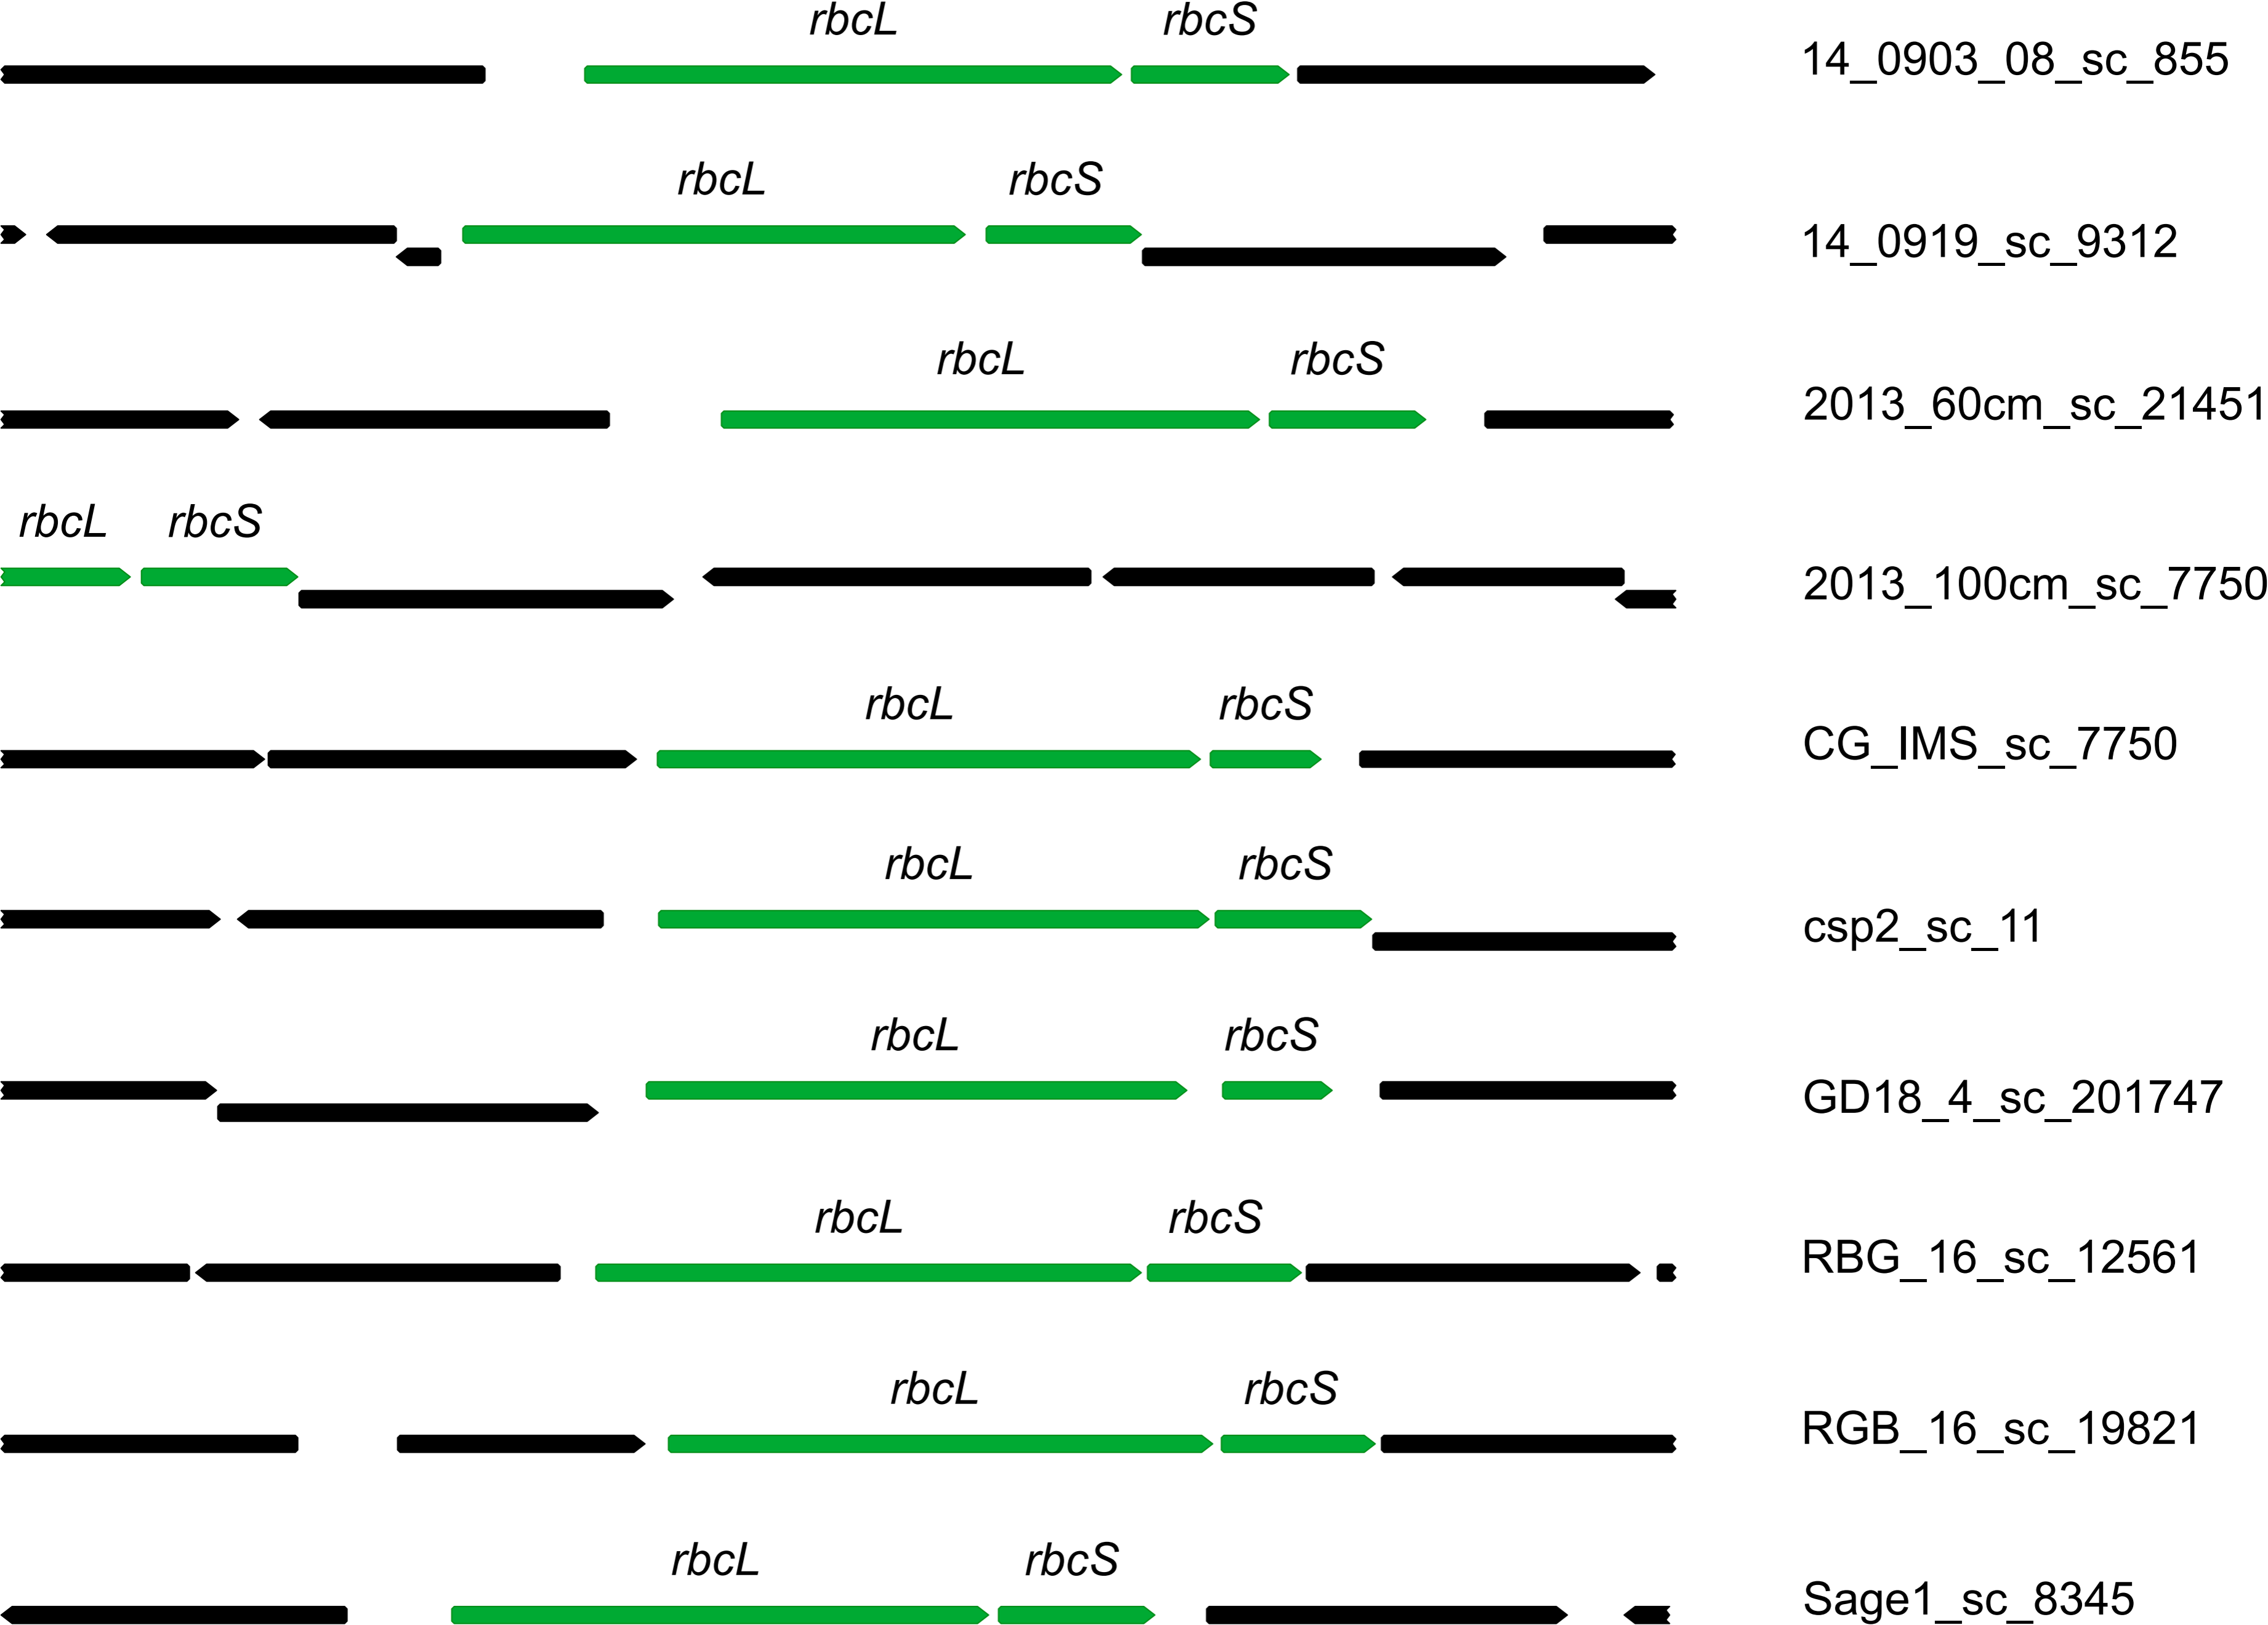 rbcL rbcS
14_0903_08_sc_855
rbcL rbcS
14_0919_sc_9312
rbcL rbcS
2013_60cm_sc_21451
rbcL rbcS
2013_100cm_sc_7750
rbcL rbcS
CG_IMS_sc_7750
rbcL rbcS
csp2_sc_11
rbcL rbcS
GD18_4_sc_201747
rbcL rbcS
RBG_16_sc_12561
rbcL rbcS
RGB_16_sc_19821
rbcL rbcS
Sage1_sc_8345